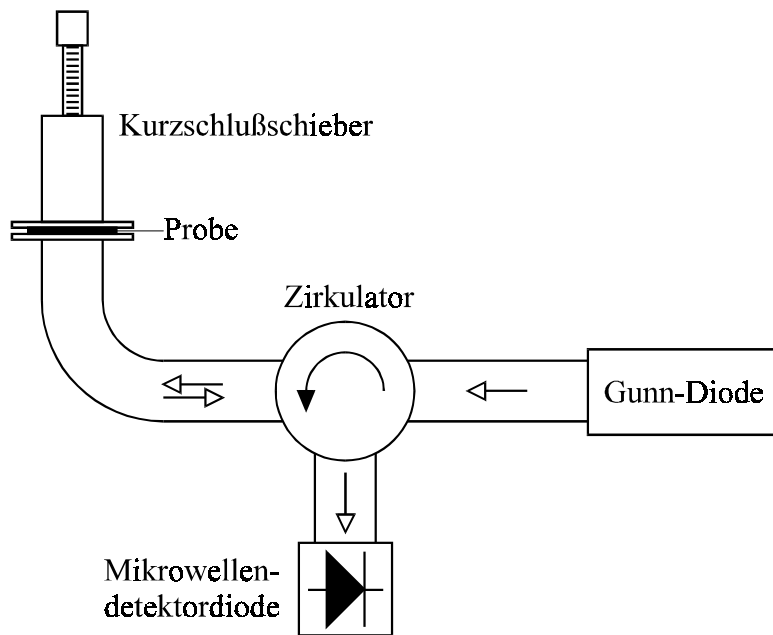 Kurzschlußschieber
Probe
Zirkulator
Gunn-Diode
Mikrowellen-
detektordiode